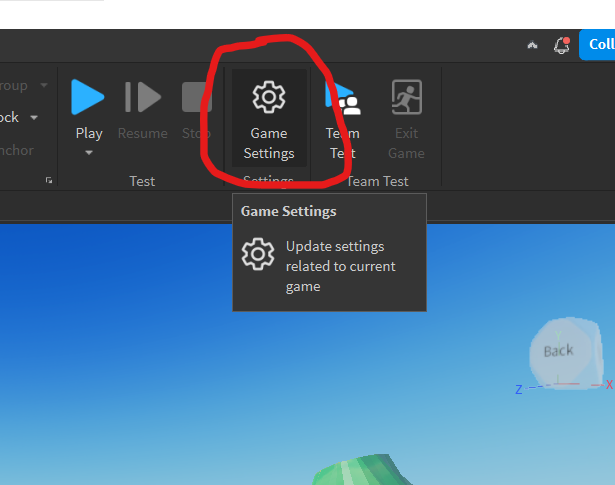 Coll
roup
ock
nchor
Play
Resume
Stop
Game
Settings
Team
Test
Exit
Game
Test
Settings
Team Test
Game Settings
Update settings
related to current
game
Back
Y
Z
X